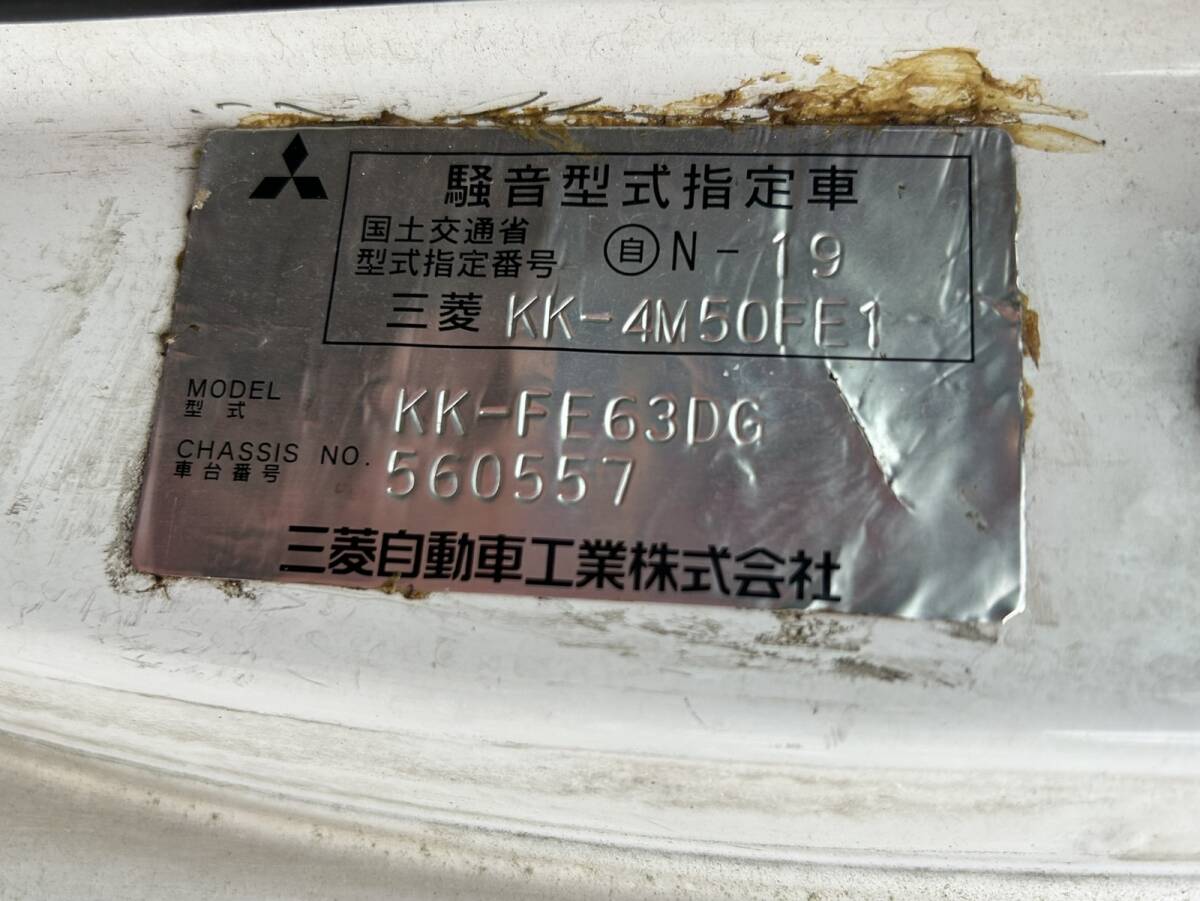 騒音型式指定車
国土交通省
型式指定番号 自 N-19
三菱 KK-4M50FE1
MODEL
型式 KK-FE63DG
CHASSIS NO.
車台番号 560557
三菱自動車工業株式会社